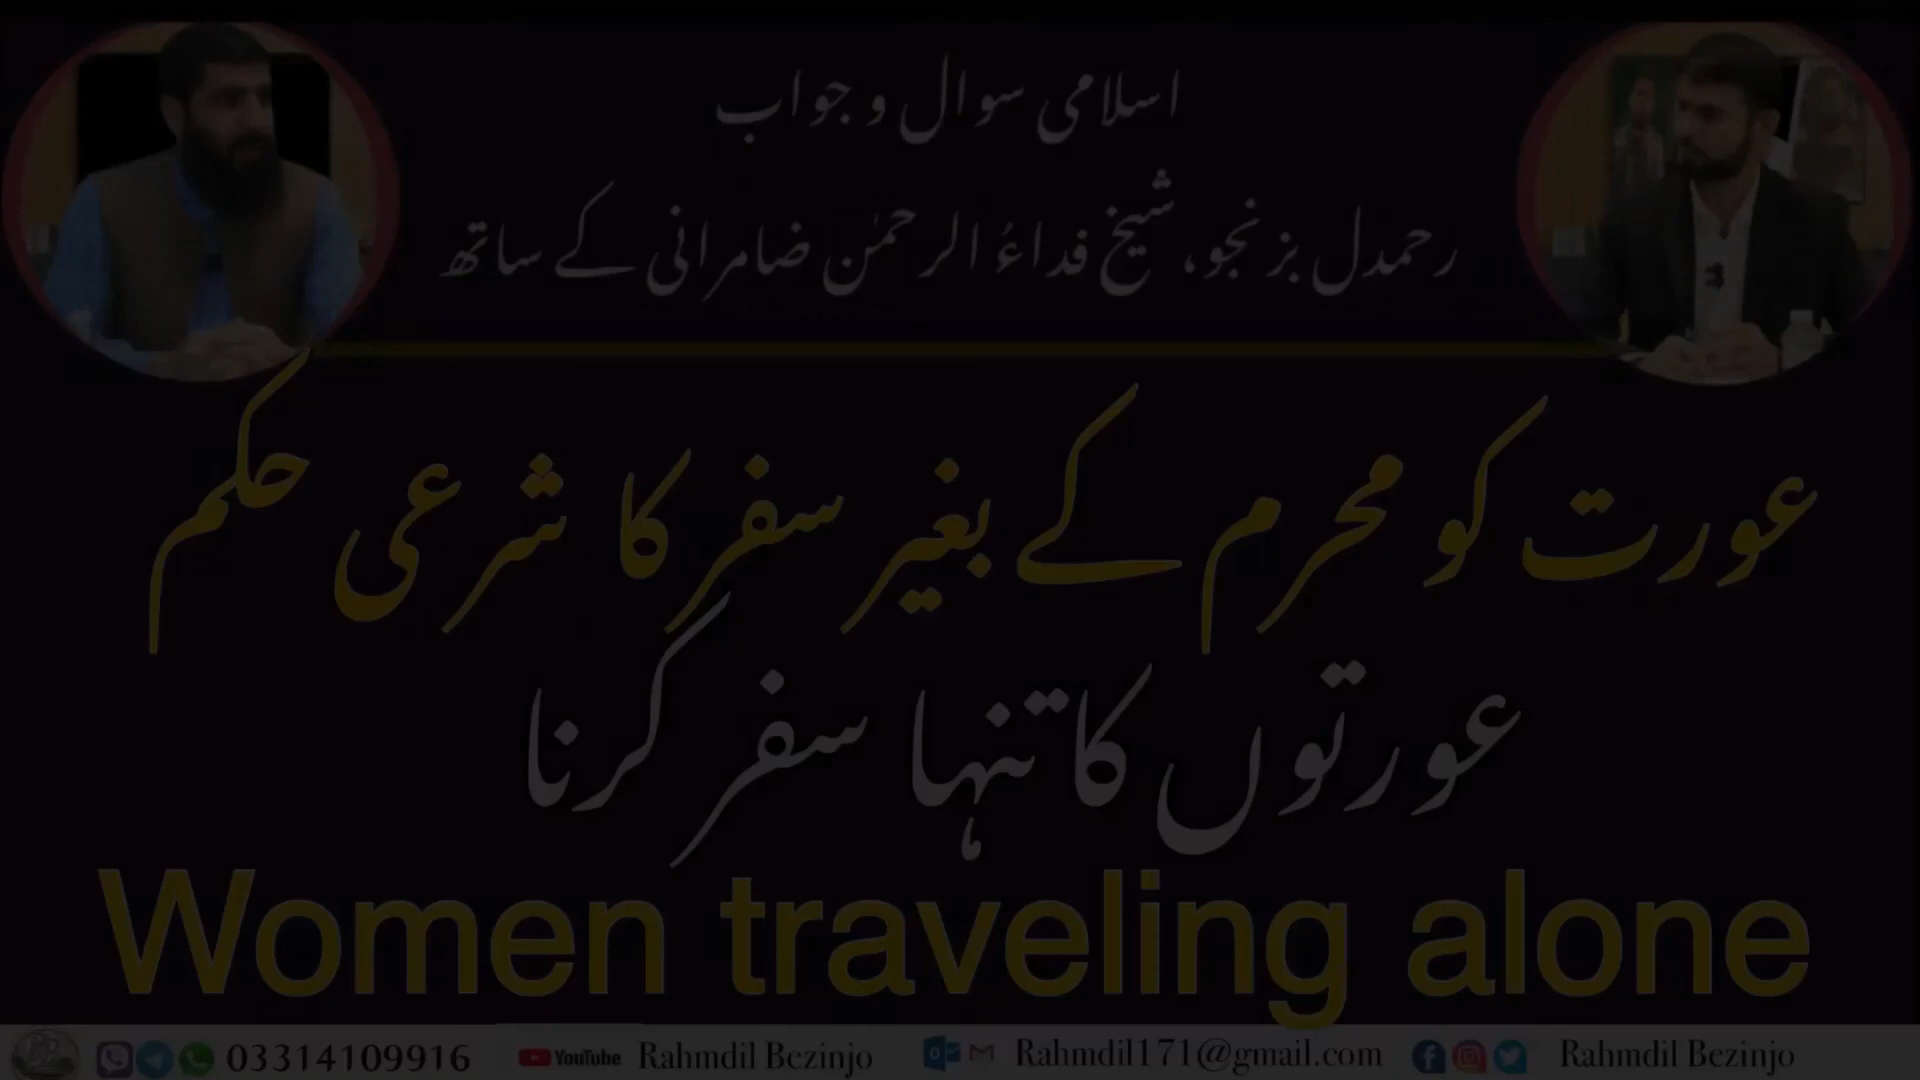 اسلامی سوال و جواب
رحمدل بزنجو، شیخ فداءُ الرحمٰن ضامرانی کے ساتھ
عورت کو محرم کے بغیر سفر کا شرعی حکم
عورتوں کا تنہا سفر کرنا
Women traveling alone
03314109916 YouTube Rahmdil Bezinjo Rahmdil171@gmail.com Rahmdil Bezinjo